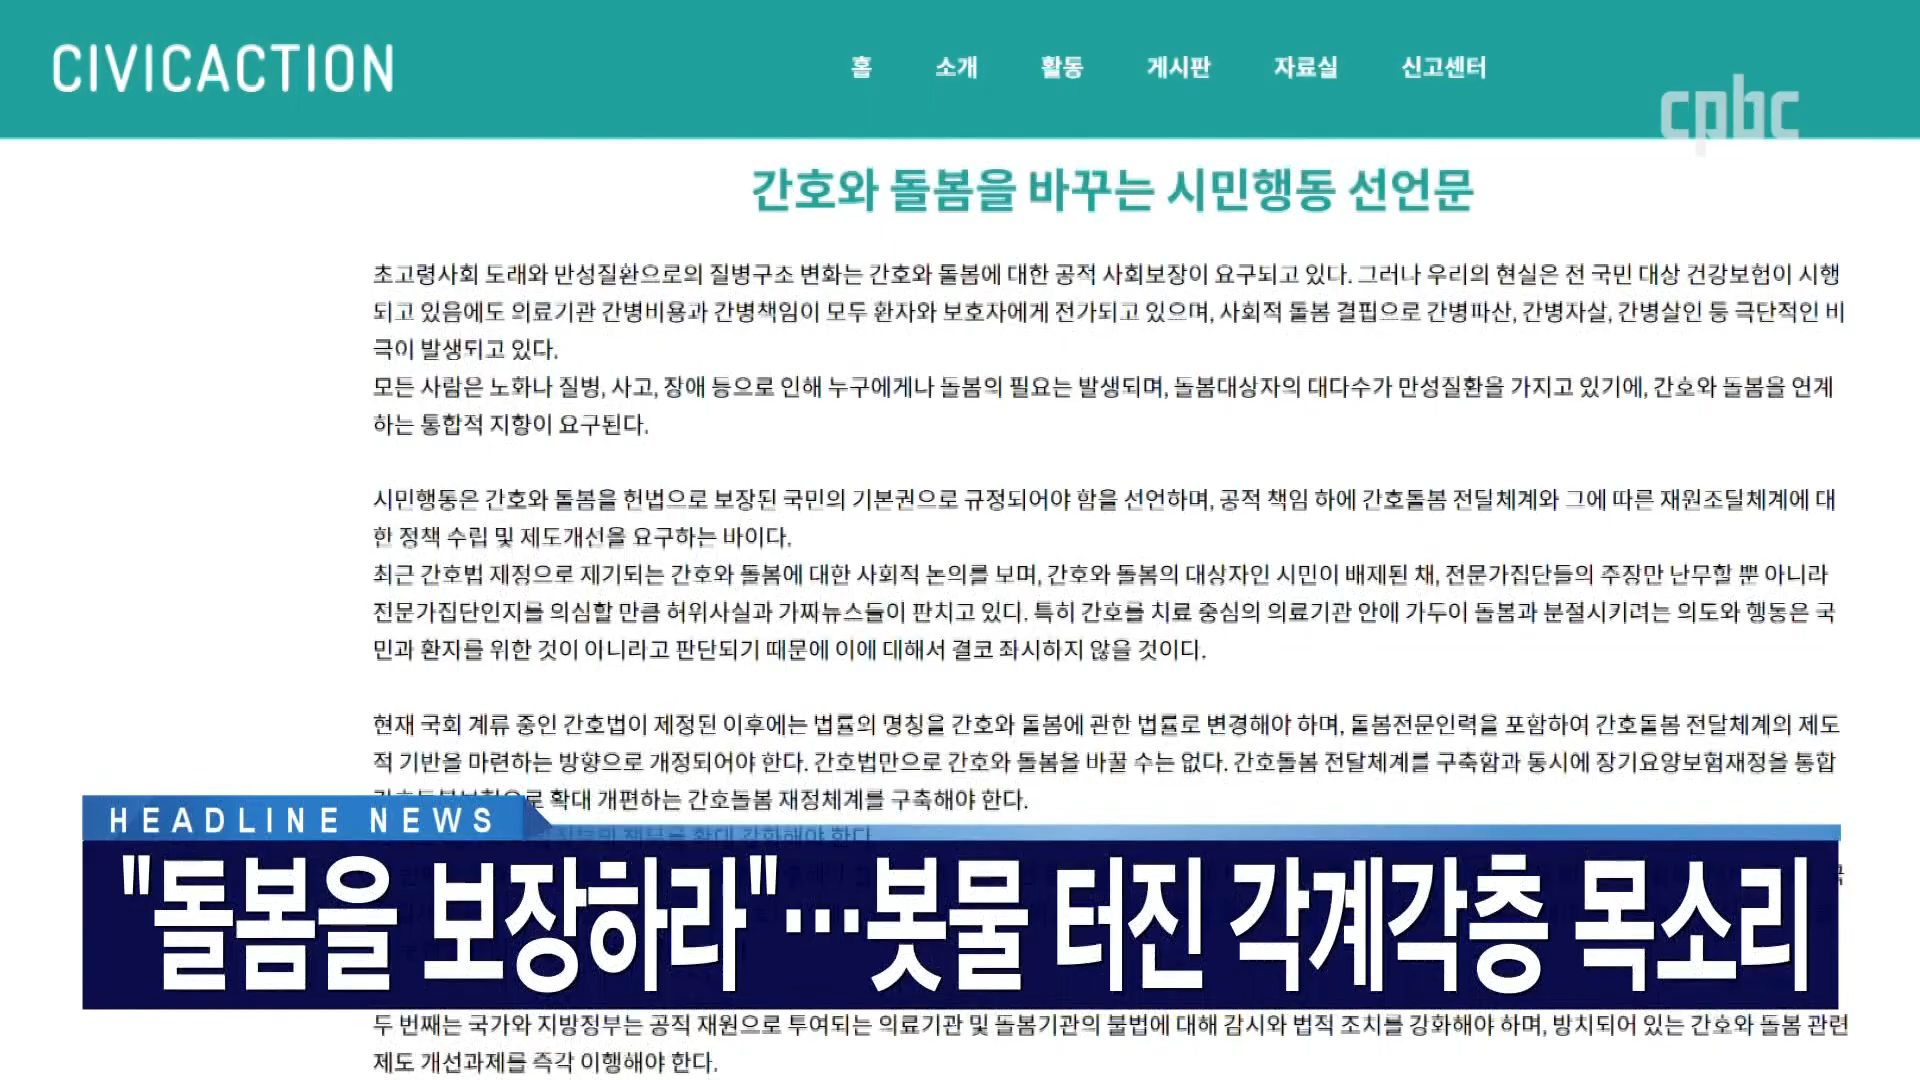 CIVICACTION
홈 소개 활동 게시판 자료실 신고센터
cpbc
간호와 돌봄을 바꾸는 시민행동 선언문
초고령사회 도래와 만성질환으로의 질병구조 변화는 간호와 돌봄에 대한 공적 사회보장이 요구되고 있다. 그러나 우리의 현실은 전 국민 대상 건강보험이 시행
되고 있음에도 의료기관 간병비용과 간병책임이 모두 환자와 보호자에게 전가되고 있으며, 사회적 돌봄 결핍으로 간병파산, 간병자살, 간병살인 등 극단적인 비
극이 발생되고 있다.
모든 사람은 노화나 질병, 사고, 장애 등으로 인해 누구에게나 돌봄의 필요는 발생되며, 돌봄대상자의 대다수가 만성질환을 가지고 있기에, 간호와 돌봄을 연계
하는 통합적 지향이 요구된다.
시민행동은 간호와 돌봄을 헌법으로 보장된 국민의 기본권으로 규정되어야 함을 선언하며, 공적 책임 하에 간호돌봄 전달체계와 그에 따른 재원조달체계에 대
한 정책 수립 및 제도개선을 요구하는 바이다.
최근 간호법 제정으로 제기되는 간호와 돌봄에 대한 사회적 논의를 보며, 간호와 돌봄의 대상자인 시민이 배제된 채, 전문가집단들의 주장만 난무할 뿐 아니라
전문가집단인지를 의심할 만큼 허위사실과 가짜뉴스들이 판치고 있다. 특히 간호를 치료 중심의 의료기관 안에 가두어 돌봄과 분절시키려는 의도와 행동은 국
민과 환자를 위한 것이 아니라고 판단되기 때문에 이에 대해서 결코 좌시하지 않을 것이다.
현재 국회 계류 중인 간호법이 제정된 이후에는 법률의 명칭을 간호와 돌봄에 관한 법률로 변경해야 하며, 돌봄전문인력을 포함하여 간호돌봄 전달체계의 제도
적 기반을 마련하는 방향으로 개정되어야 한다. 간호법만으로 간호와 돌봄을 바꿀 수는 없다. 간호돌봄 전달체계를 구축함과 동시에 장기요양보험재정을 통합
확대 개편하는 간호돌봄 재정체계를 구축해야 한다.
HEADLINE NEWS
"돌봄을 보장하라"…봇물 터진 각계각층 목소리
두 번째는 국가와 지방정부는 공적 재원으로 투여되는 의료기관 및 돌봄기관의 불법에 대해 감시와 법적 조치를 강화해야 하며, 방치되어 있는 간호와 돌봄 관련
제도 개선과제를 즉각 이행해야 한다.